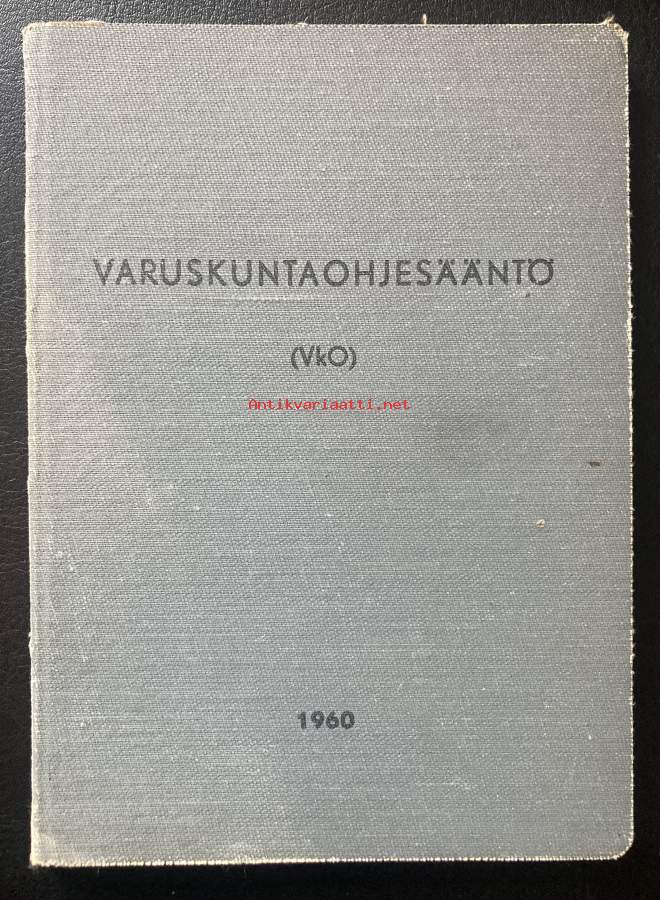 VARUSKUNTAOHJESÄÄNTÖ
(VkO)
Antikvariaatti.net
1960